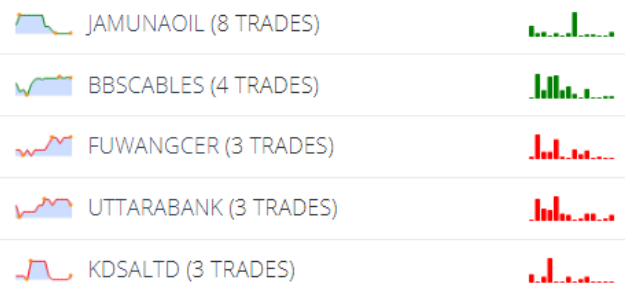 JAMUNAOIL (8 TRADES)
BBSCABLES (4 TRADES)
FUWANGCER (3 TRADES)
UTTARABANK (3 TRADES)
KDSALTD (3 TRADES)